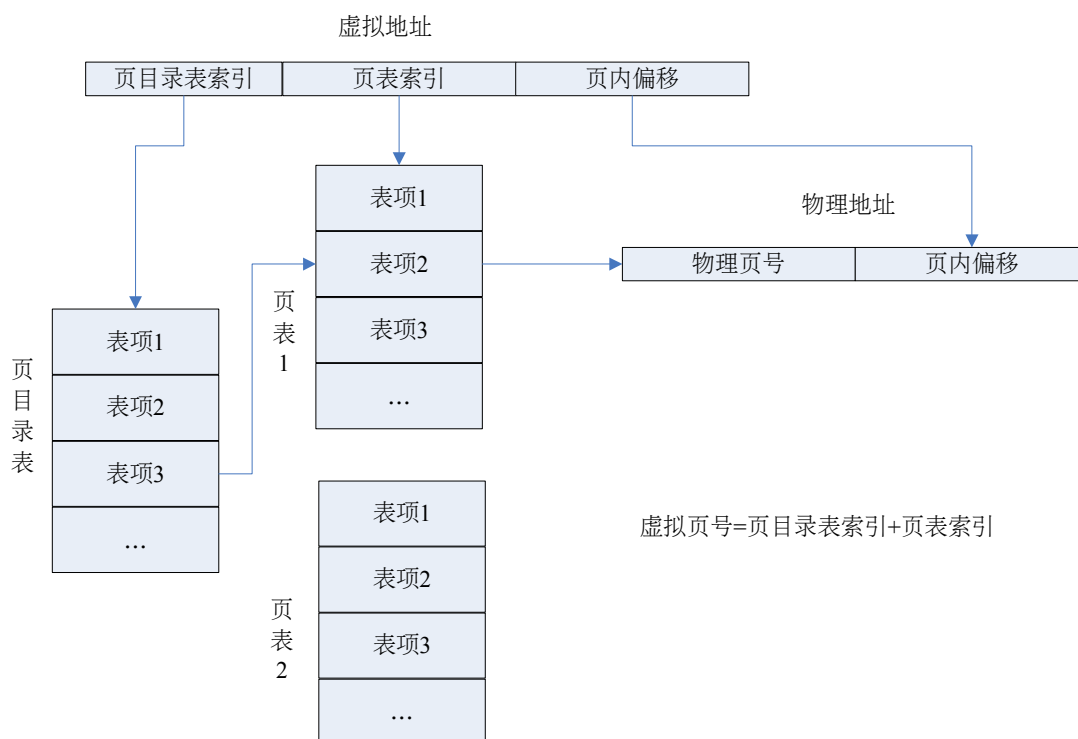 虚拟地址
页目录表索引 页表索引 页内偏移
表项1
表项2
表项3
...
页表1
物理地址
物理页号 页内偏移
表项1
表项2
表项3
...
页目录表
表项1
表项2
表项3
...
页表2
虚拟页号=页目录表索引+页表索引